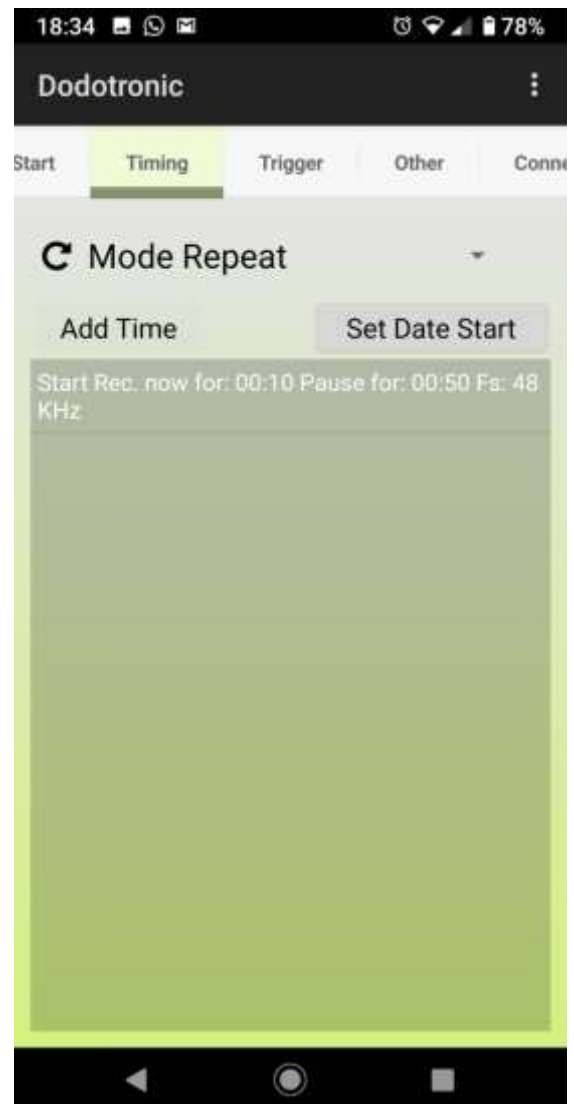 18:34 78%
Dodotronic
Start Timing Trigger Other Conne
Mode Repeat
Add Time Set Date Start
Start Rec. now for: 00:10 Pause for: 00:50 Fs: 48
KHz